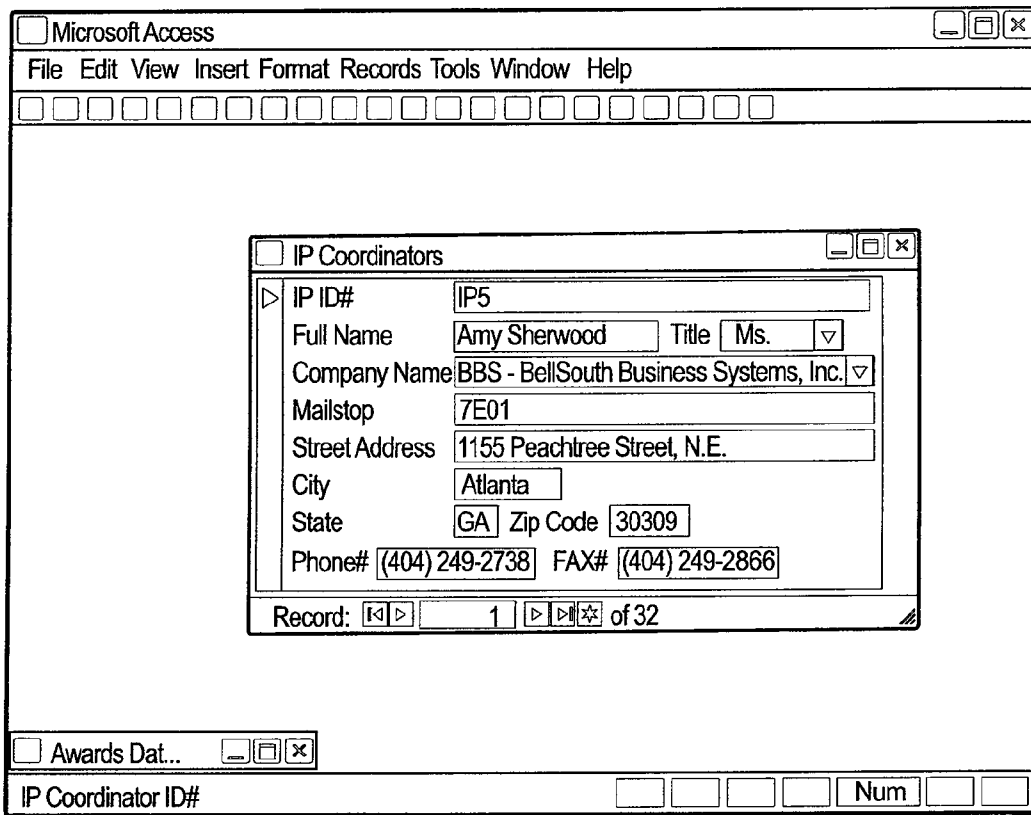 Microsoft Access
File Edit View Insert Format Records Tools Window Help
IP Coordinators
IP ID# IP5
Full Name Amy Sherwood Title Ms.
Company Name BBS - BellSouth Business Systems, Inc.
Mailstop 7E01
Street Address 1155 Peachtree Street, N.E.
City Atlanta
State GA Zip Code 30309
Phone# (404) 249-2738 FAX# (404) 249-2866
Record: 1 of 32
Awards Dat...
IP Coordinator ID# Num